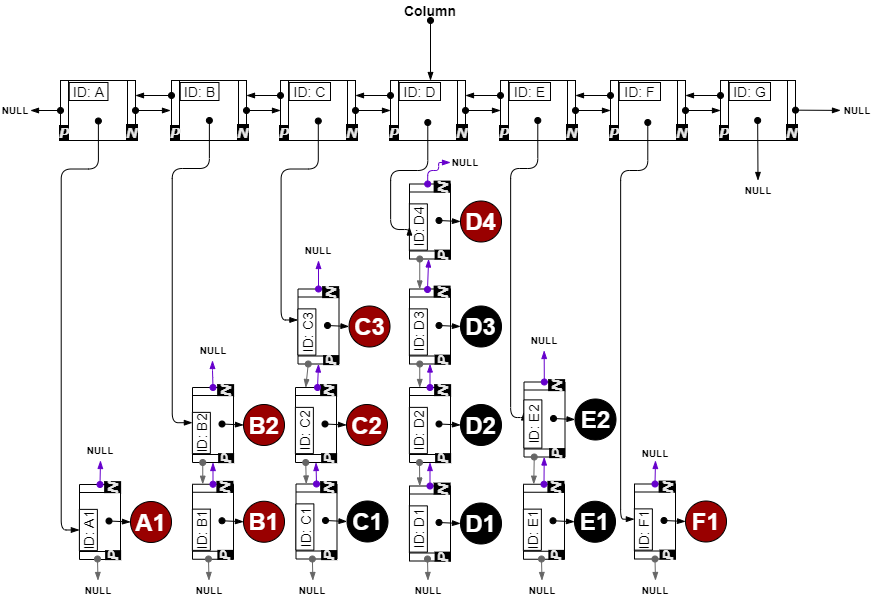 Column
ID: A
ID: B
ID: C
ID: D
ID: E
ID: F
ID: G
NULL
NULL
P N
P N
P N
P N
P N
P N
P N
NULL
NULL
N
ID: D4
P
D4
NULL
N
ID: C3
P
C3
N
ID: D3
P
D3
NULL
NULL
N
ID: B2
P
B2
N
ID: C2
P
C2
N
ID: D2
P
D2
N
ID: E2
P
E2
NULL
NULL
N
ID: A1
P
A1
N
ID: B1
P
B1
N
ID: C1
P
C1
N
ID: D1
P
D1
N
ID: E1
P
E1
N
ID: F1
P
F1
NULL
NULL
NULL
NULL
NULL
NULL